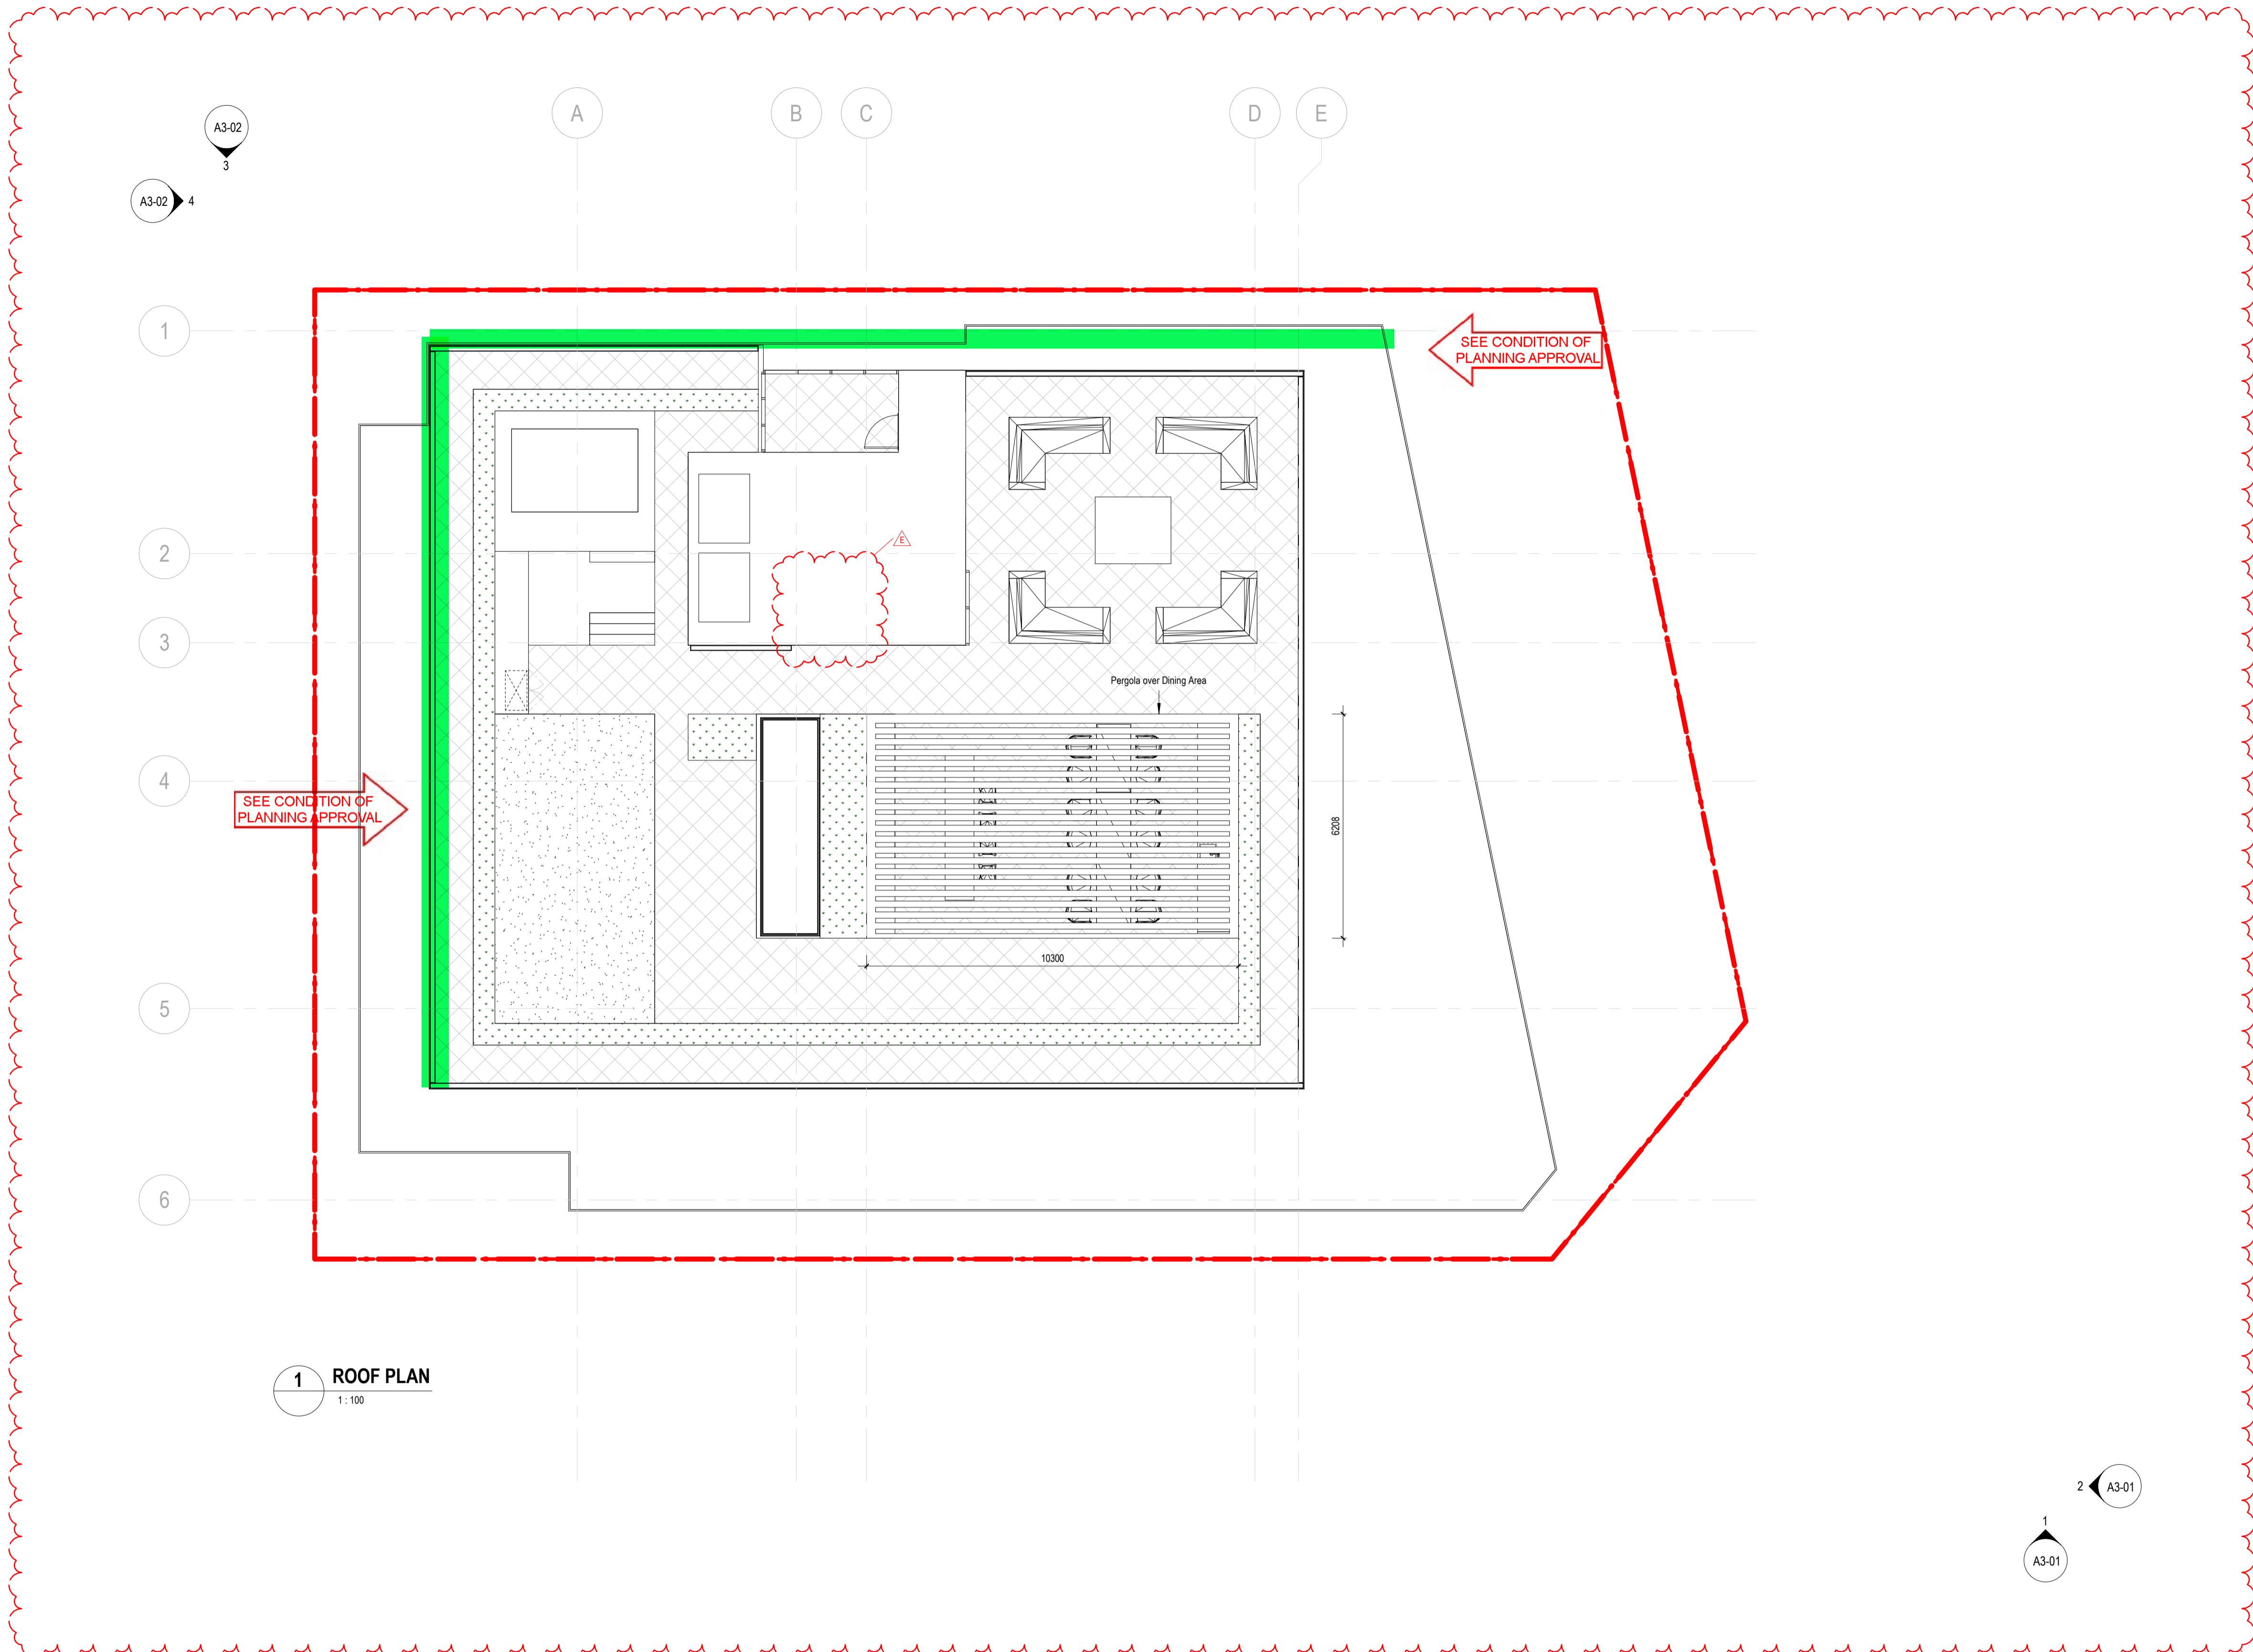 A
B
C
D
E
A3-02
3
A3-02
4
1
SEE CONDITION OF
PLANNING APPROVAL
2
E
3
Pergola over Dining Area
4
SEE CONDITION OF
PLANNING APPROVAL
6208
10300
5
6
1
ROOF PLAN
1 : 100
2
A3-01
1
A3-01